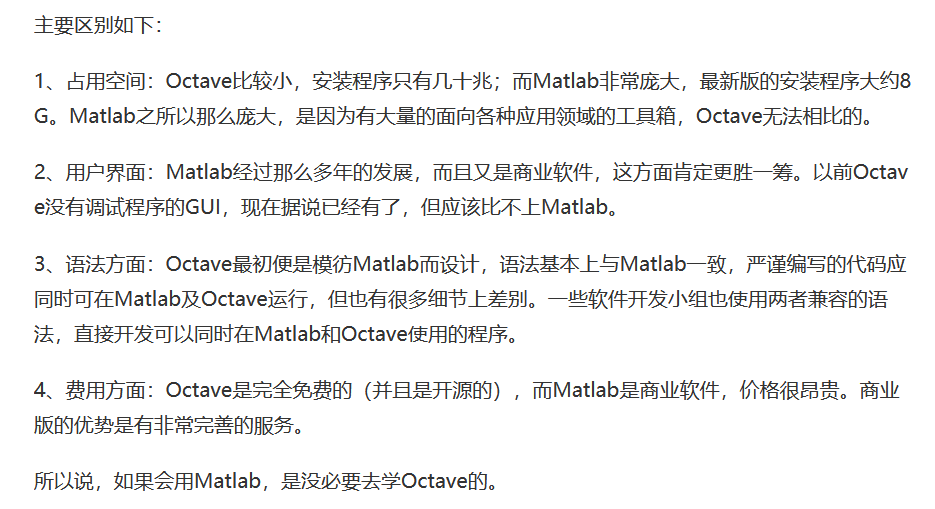 主要区别如下：
1、占用空间：Octave比较小，安装程序只有几十兆；而Matlab非常庞大，最新版的安装程序大约8
G。Matlab之所以那么庞大，是因为有大量的面向各种应用领域的工具箱，Octave无法相比的。
2、用户界面：Matlab经过那么多年的发展，而且又是商业软件，这方面肯定更胜一筹。以前Octav
e没有调试程序的GUI，现在据说已经有了，但应该比不上Matlab。
3、语法方面：Octave最初便是模彷Matlab而设计，语法基本上与Matlab一致，严谨编写的代码应
同时可在Matlab及Octave运行，但也有很多细节上差别。一些软件开发小组也使用两者兼容的语
法，直接开发可以同时在Matlab和Octave使用的程序。
4、费用方面：Octave是完全免费的（并且是开源的），而Matlab是商业软件，价格很昂贵。商业
版的优势是有非常完善的服务。
所以说，如果会用Matlab，是没必要去学Octave的。